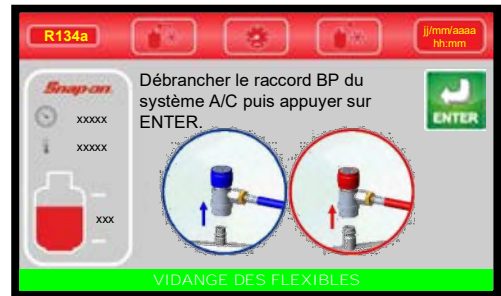 R134a
jj/mm/aaaa
hh:mm
Snap-on
Débrancher le raccord BP du
système A/C puis appuyer sur
ENTER.
ENTER
xxxxx
xxxxx
xxx
VIDANGE DES FLEXIBLES